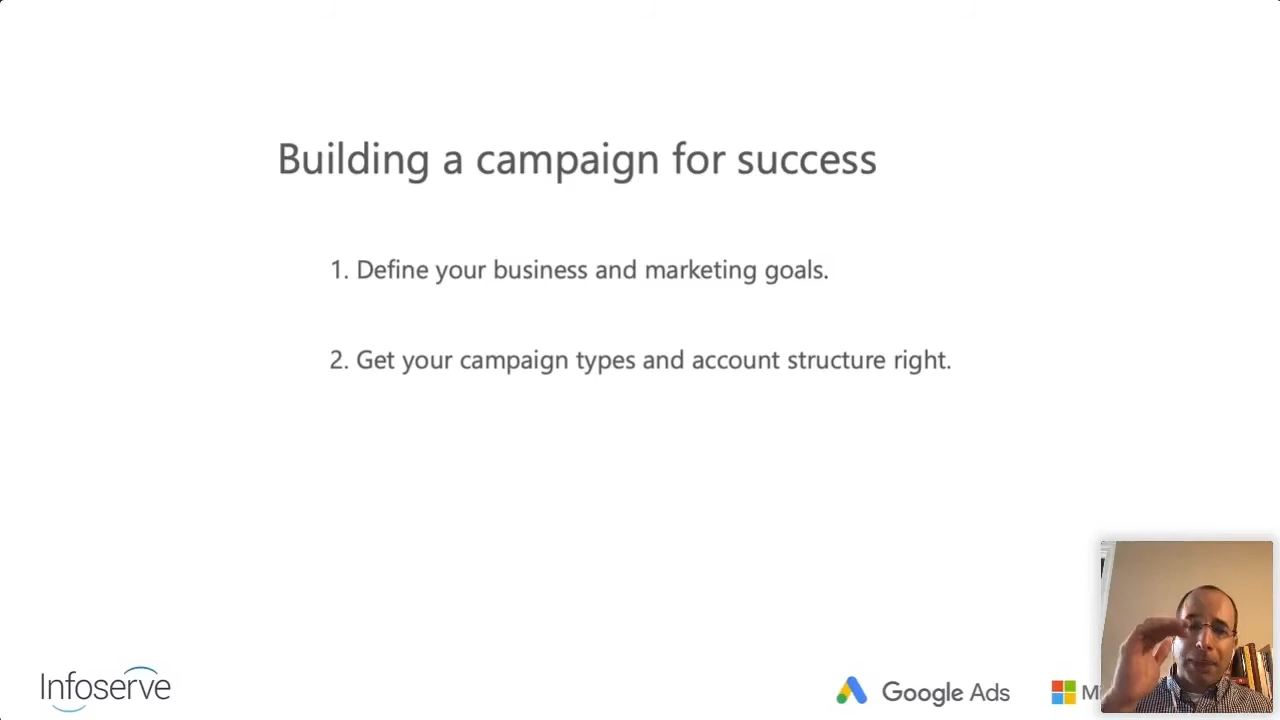 Building a campaign for success
1. Define your business and marketing goals.
2. Get your campaign types and account structure right.
Infoserve
Google Ads